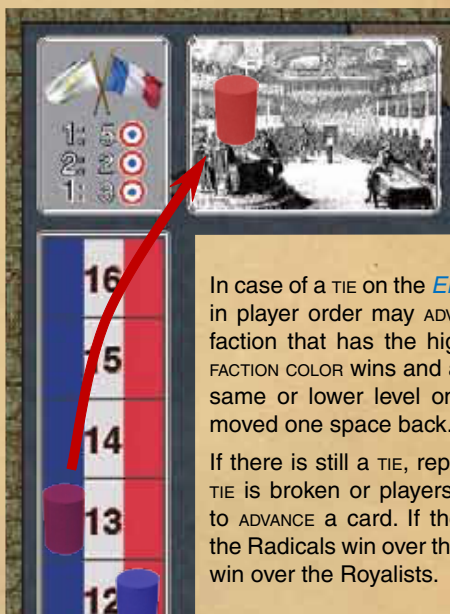 1: 5
2: 2
1: 3
16
15
14
13
12
In case of a TIE on the El
in player order may ADV
faction that has the hig
FACTION COLOR wins and a
same or lower level on
moved one space back.
If there is still a TIE, rep
TIE is broken or players
to ADVANCE a card. If the
the Radicals win over th
win over the Royalists.